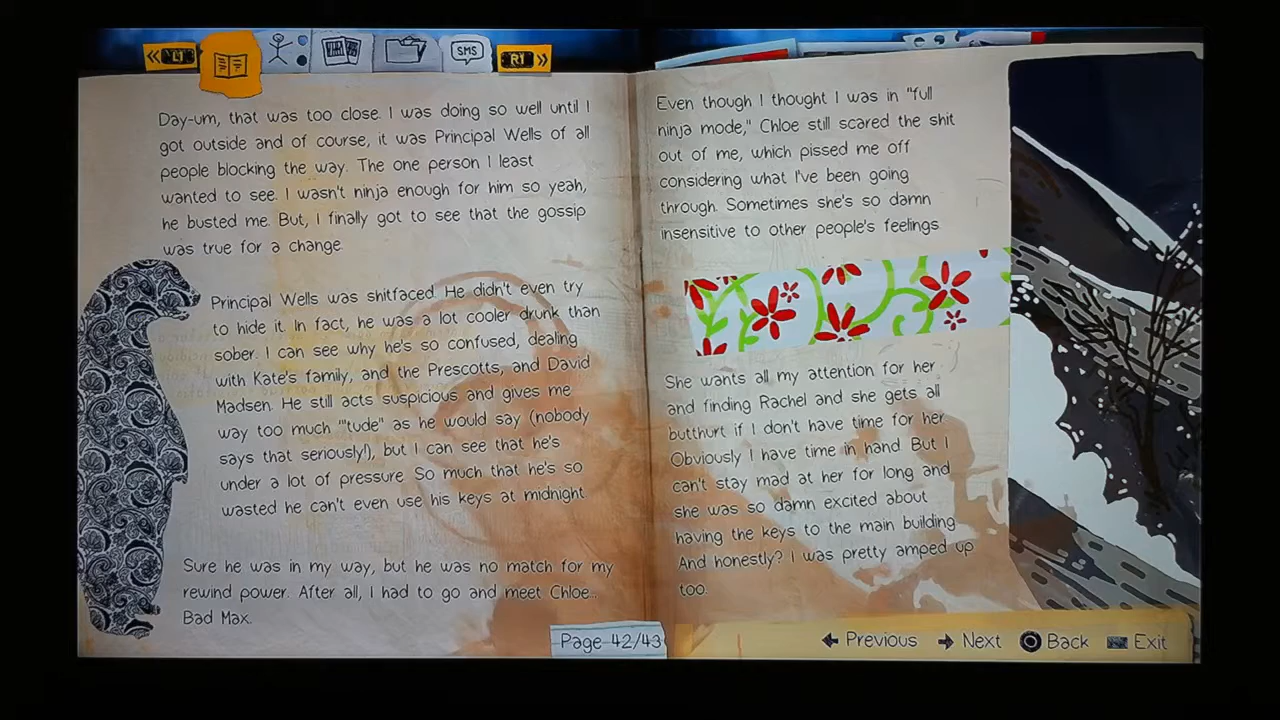 « LT
SMS
RT »
Day-um, that was too close. I was doing so well until I
got outside and of course, it was Principal Wells of all
people blocking the way. The one person I least
wanted to see. I wasn't ninja enough for him so yeah,
he busted me. But, I finally got to see that the gossip
was true for a change.
Principal Wells was shitfaced. He didn't even try
to hide it. In fact, he was a lot cooler drunk than
sober. I can see why he's so confused, dealing
with Kate's family, and the Prescotts, and David
Madsen. He still acts suspicious and gives me
way too much "'tude" as he would say (nobody
says that seriously!), but I can see that he's
under a lot of pressure. So much that he's so
wasted he can't even use his keys at midnight
Sure he was in my way, but he was no match for my
rewind power. After all, I had to go and meet Chloe...
Bad Max.
Even though I thought I was in "full
ninja mode," Chloe still scared the shit
out of me, which pissed me off
considering what I've been going
through. Sometimes she's so damn
insensitive to other people's feelings.
She wants all my attention for her
and finding Rachel and she gets all
butthurt if I don't have time for her.
Obviously I have time in hand. But I
can't stay mad at her for long and
she was so damn excited about
having the keys to the main building.
And honestly? I was pretty amped up
too.
Page 42/43
Previous
Next
Back
Exit